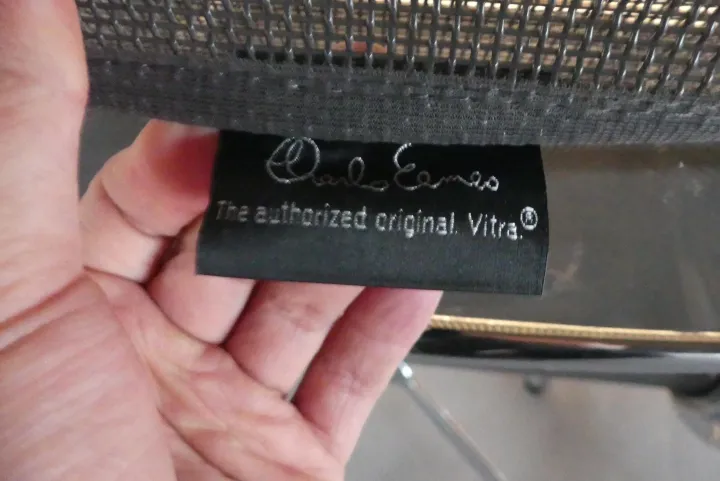 Charles Eames
The authorized original. Vitra.®